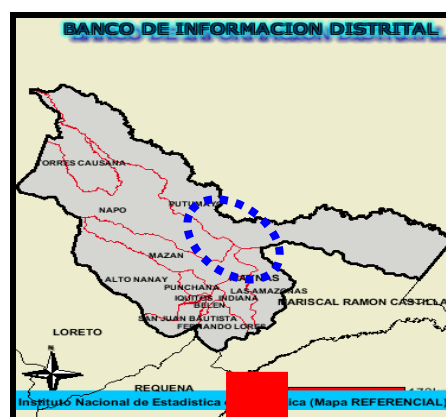 BANCO DE INFORMACION DISTRITAL
TORRES CAUSANA
PUTUMAYO
NAPO
MAZAN
ALTO NANAY
PUNCHANA
LAS AMAZONAS
IQUITOS
INDIANA
BELEN
MARISCAL RAMON CASTILLA
SAN JUAN BAUTISTA
FERNANDO LORES
LORETO
N
REQUENA
Instituto Nacional de Estadistica (Mapa REFERENCIAL)